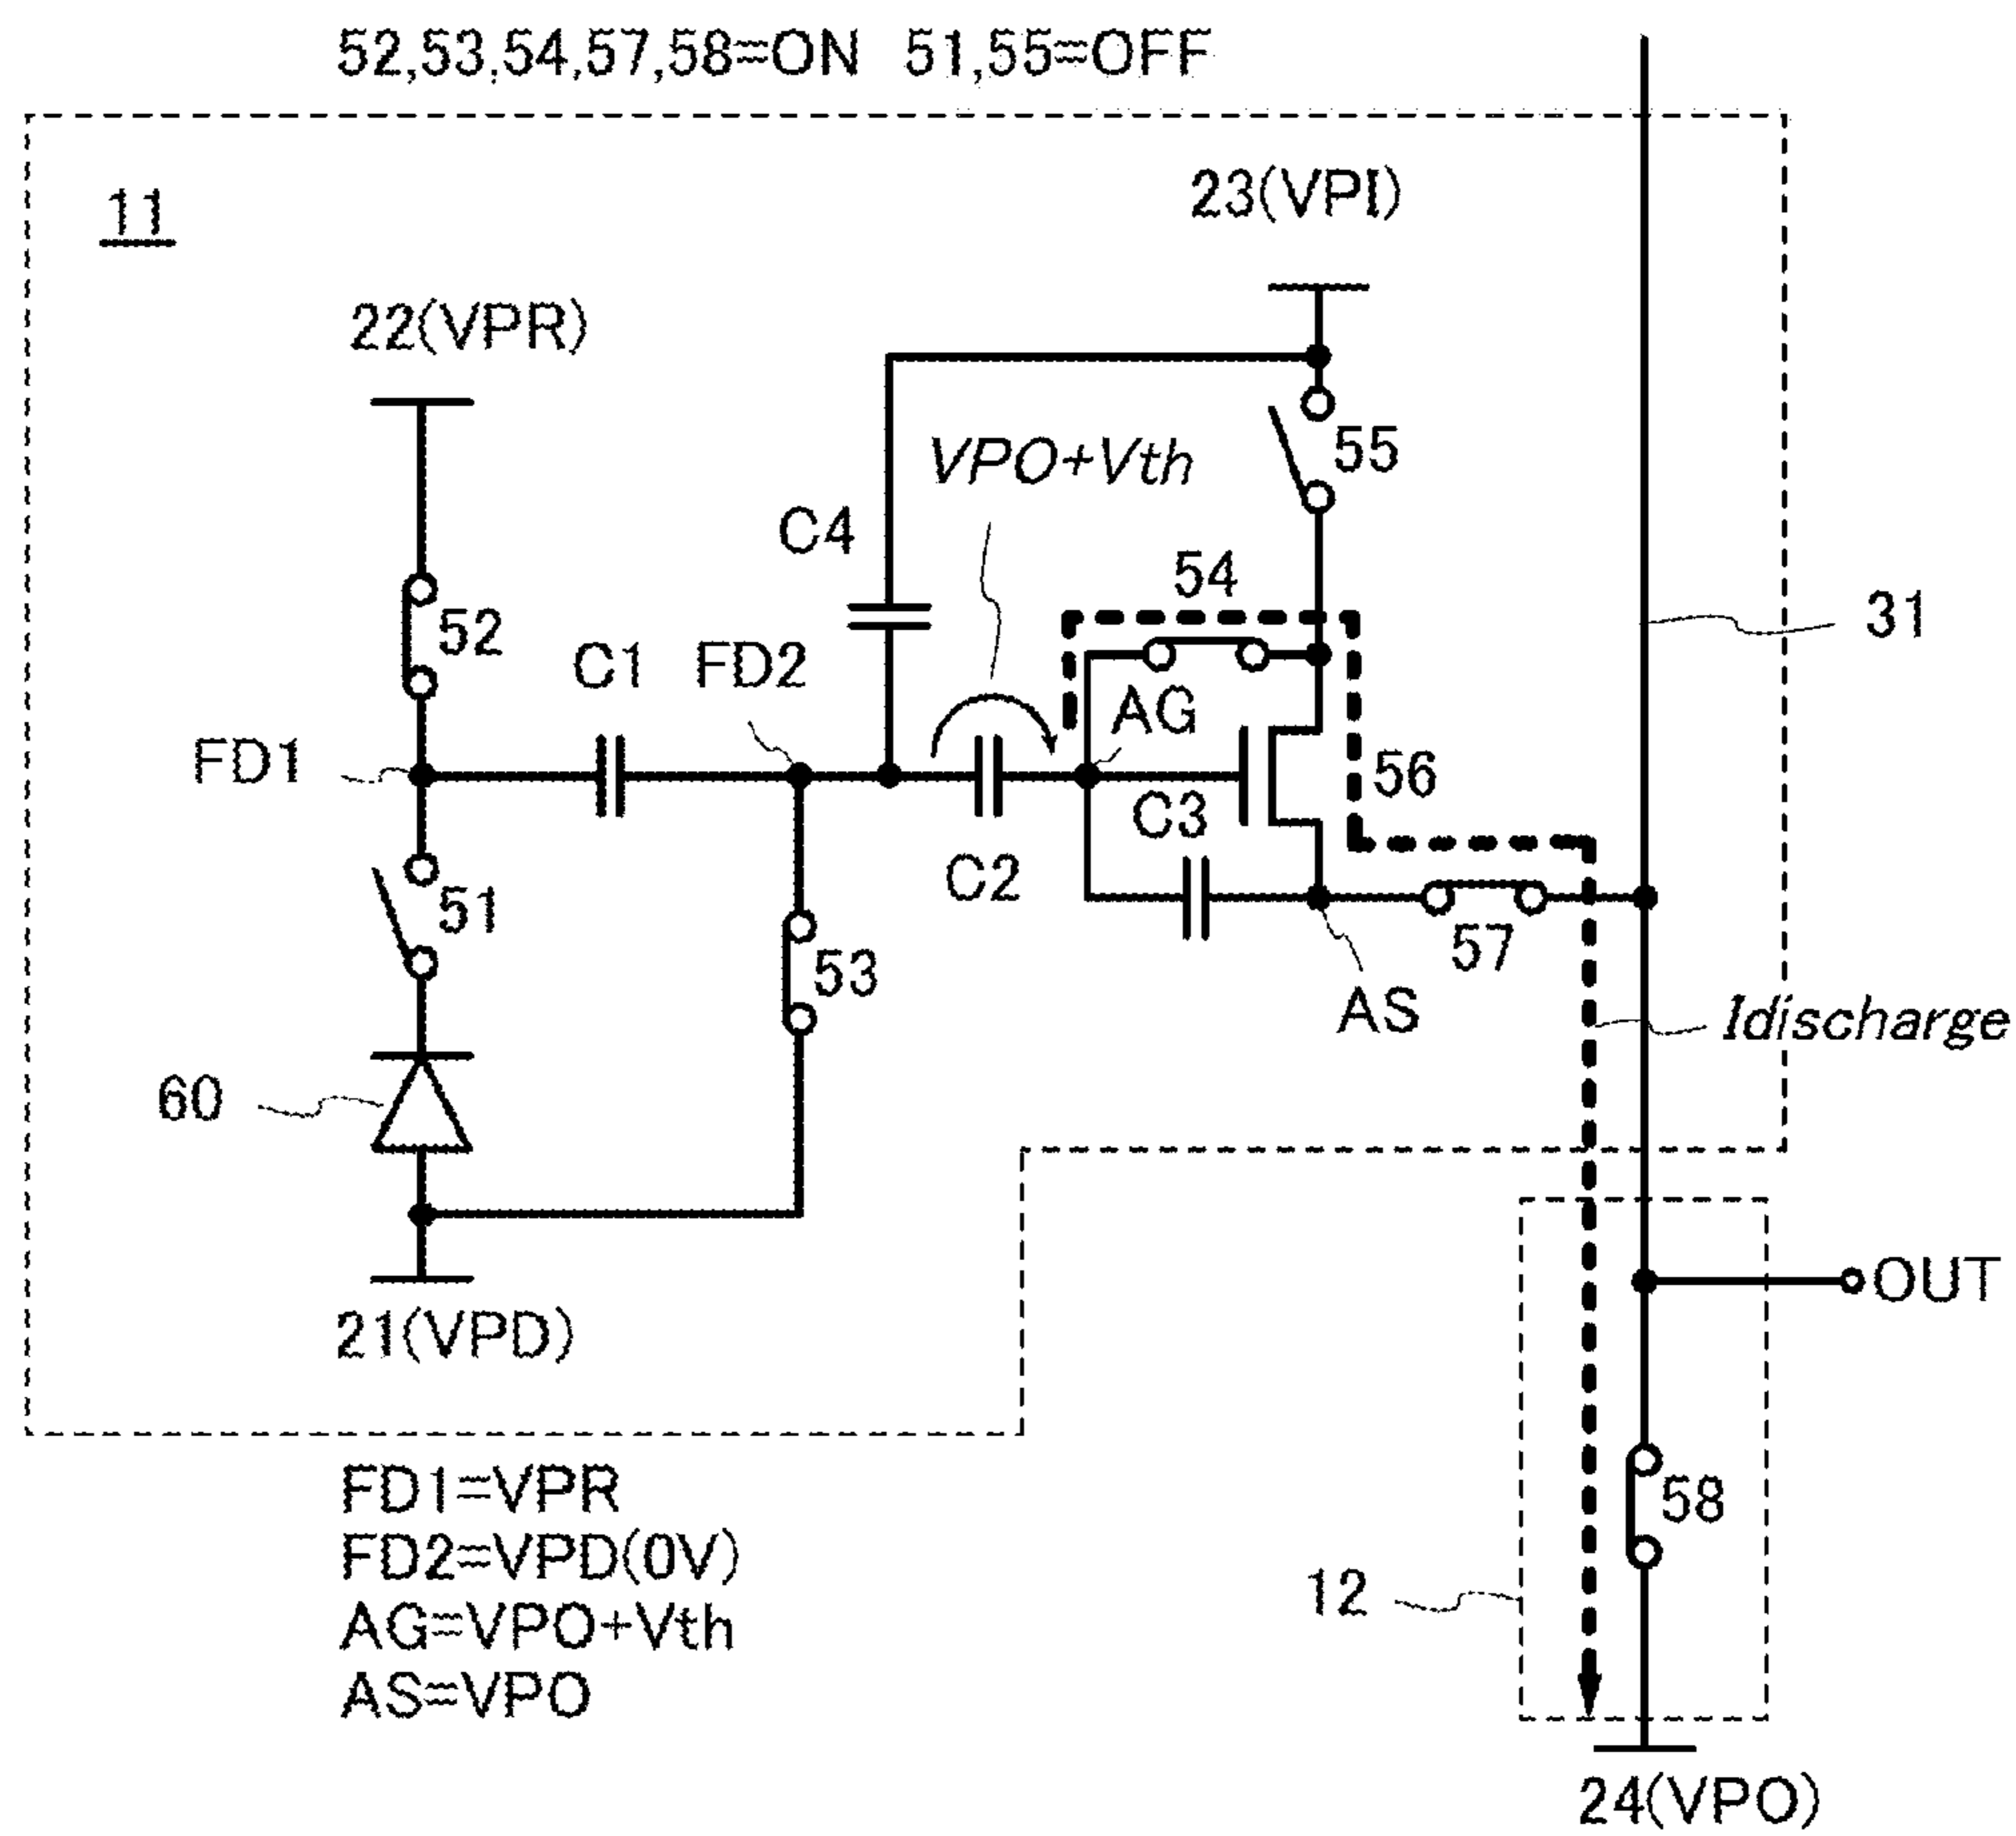 52,53,54,57,58=ON 51,55=OFF
11
23(VPI)
22(VPR)
55
VPO+Vth
C4
54
31
52
C1
FD2
AG
FD1
56
C3
C2
51
57
53
AS
Idischarge
60
OUT
21(VPD)
FD1=VPR
58
FD2=VPD(0V)
12
AG=VPO+Vth
AS=VPO
24(VPO)